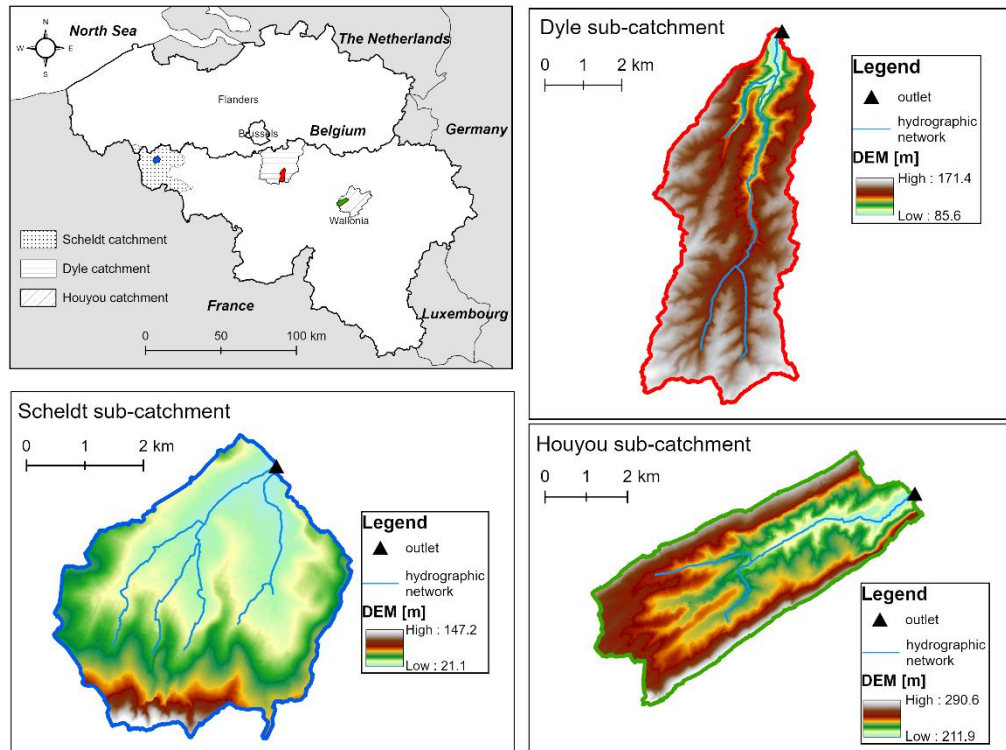 N
W
E
S
North Sea
The Netherlands
Flanders
Brussels
Belgium
Germany
Wallonia
Scheldt catchment
Dyle catchment
Houyou catchment
France
Luxembourg
0 50 100 km
Dyle sub-catchment
0 1 2 km
Legend
outlet
hydrographic
network
DEM [m]
High : 171.4
Low : 85.6
Scheldt sub-catchment
0 1 2 km
Legend
outlet
hydrographic
network
DEM [m]
High : 147.2
Low : 21.1
Houyou sub-catchment
0 1 2 km
Legend
outlet
hydrographic
network
DEM [m]
High : 290.6
Low : 211.9